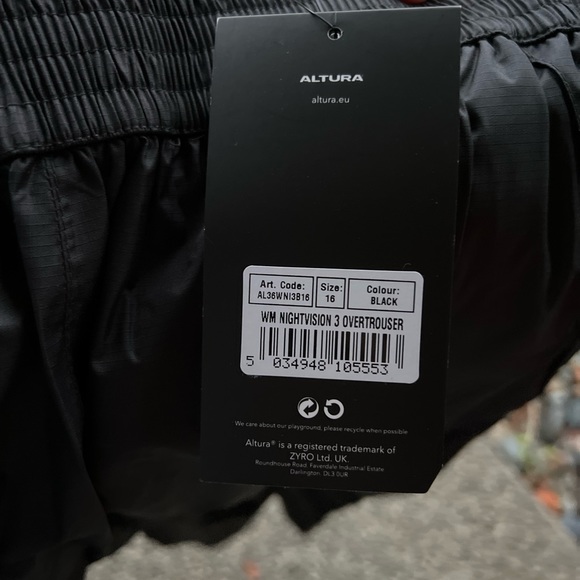 ALTURA
altura.eu
Art. Code: Size: Colour:
AL36WNI3B16 16 BLACK
WM NIGHTVISION 3 OVERTROUSER
5 034948 105553
We care about our playground, please recycle when possible
Altura® is a registered trademark of
ZYRO Ltd. UK.
Roundhouse Road. Faverdale Industrial Estate
Darlington. DL3 0UR